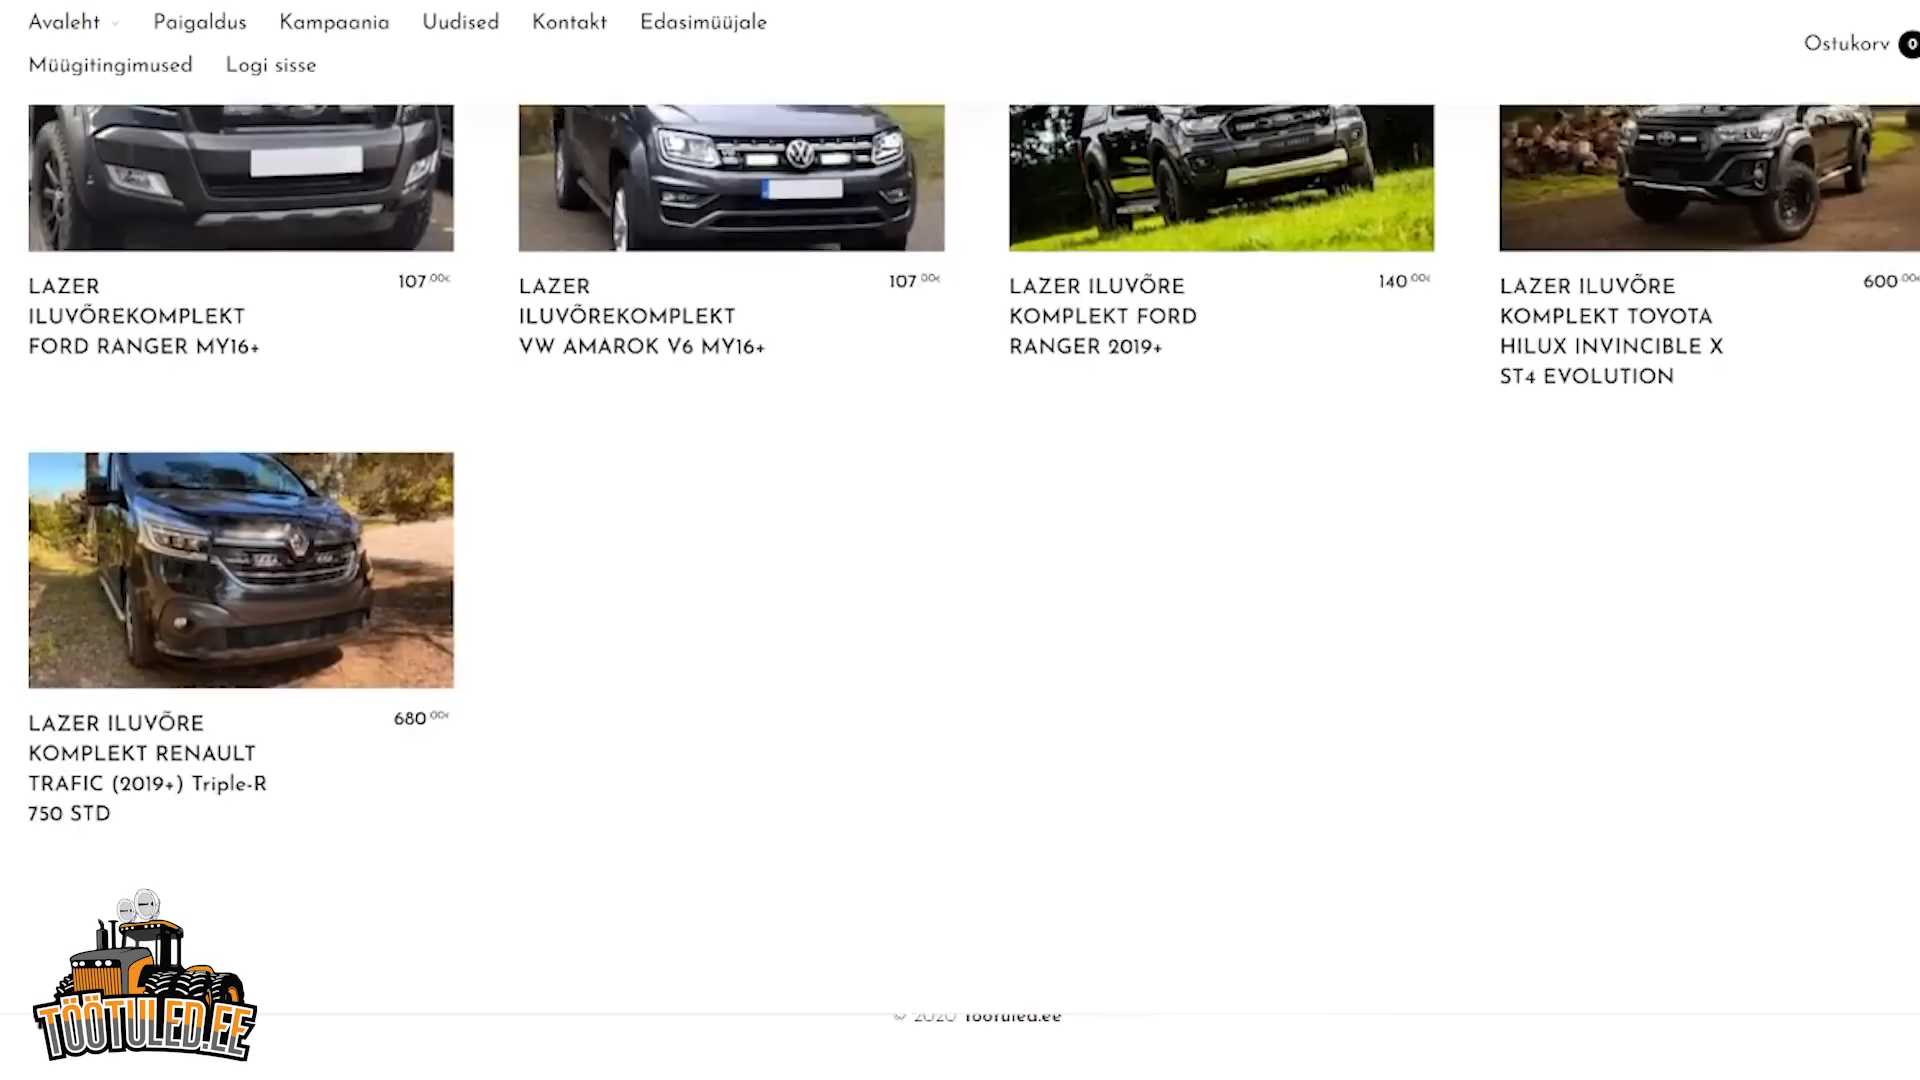 Avaleht Paigaldus Kampaania Uudised Kontakt Edasimüüjale
Müügitingimused Logi sisse
Ostukorv 0
LAZER
ILUVÕREKOMPLEKT
FORD RANGER MY16+
107,00€
LAZER
ILUVÕREKOMPLEKT
VW AMAROK V6 MY16+
107,00€
LAZER ILUVÕRE
KOMPLEKT FORD
RANGER 2019+
140,00€
LAZER ILUVÕRE
KOMPLEKT TOYOTA
HILUX INVINCIBLE X
ST4 EVOLUTION
600,00€
LAZER ILUVÕRE
KOMPLEKT RENAULT
TRAFIC (2019+) Triple-R
750 STD
680,00€
TÖÖTULED.EE
© 2020 Töötuled.ee